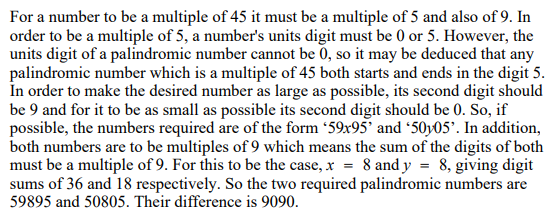 For a number to be a multiple of 45 it must be a multiple of 5 and also of 9. In
order to be a multiple of 5, a number's units digit must be 0 or 5. However, the
units digit of a palindromic number cannot be 0, so it may be deduced that any
palindromic number which is a multiple of 45 both starts and ends in the digit 5.
In order to make the desired number as large as possible, its second digit should
be 9 and for it to be as small as possible its second digit should be 0. So, if
possible, the numbers required are of the form ‘59x95’ and ‘50y05’. In addition,
both numbers are to be multiples of 9 which means the sum of the digits of both
must be a multiple of 9. For this to be the case, x = 8 and y = 8, giving digit
sums of 36 and 18 respectively. So the two required palindromic numbers are
59895 and 50805. Their difference is 9090.